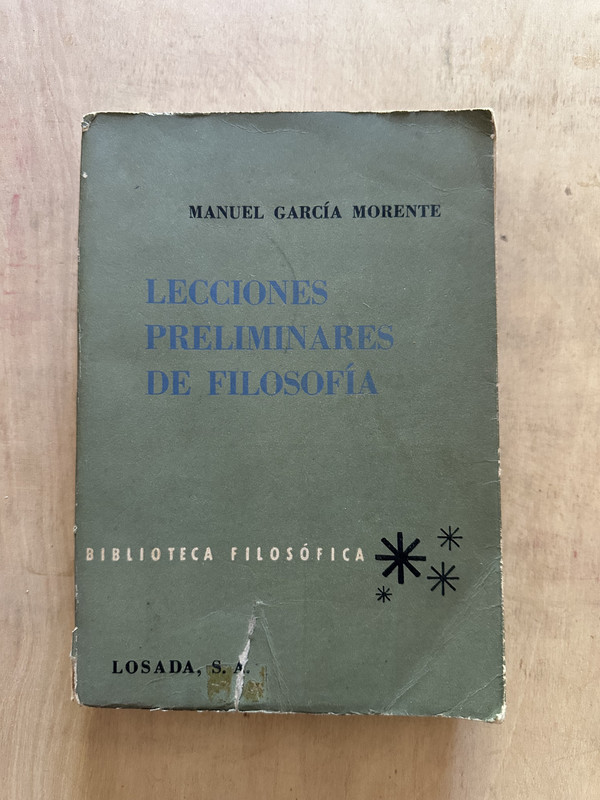 MANUEL GARCÍA MORENTE
LECCIONES
PRELIMINARES
DE FILOSOFÍA
BIBLIOTECA FILOSÓFICA
LOSADA, S. A.